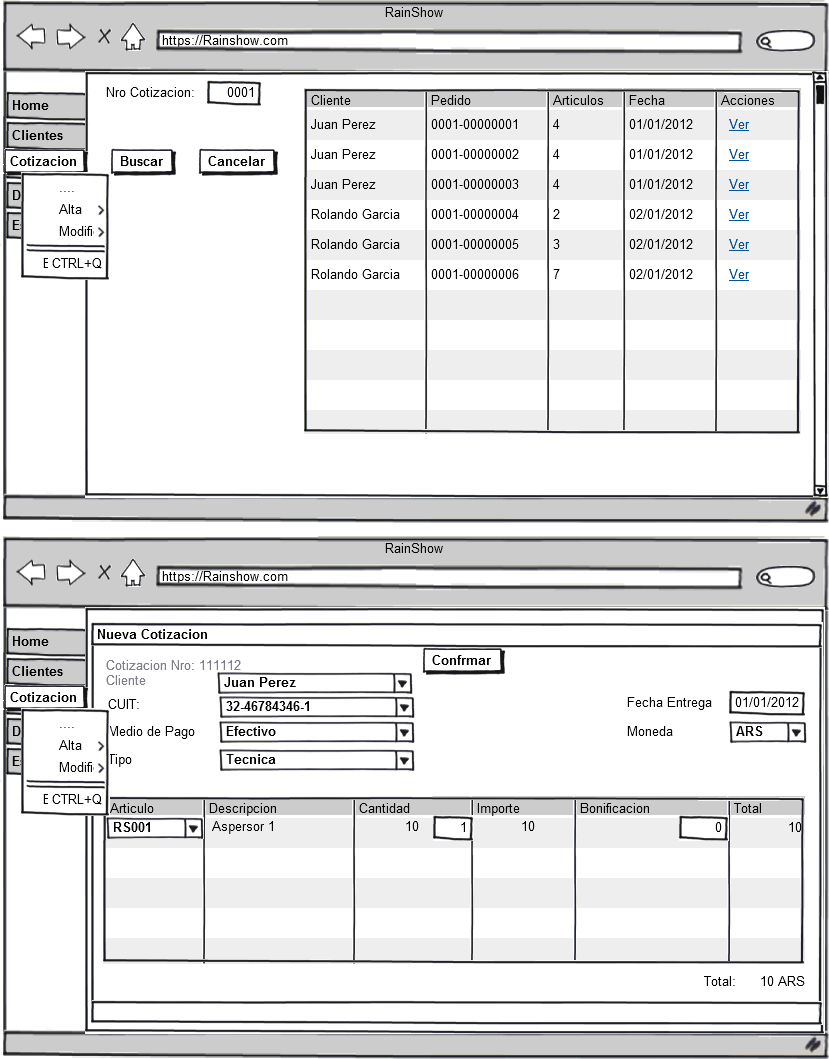 RainShow
https://Rainshow.com
Nro Cotizacion: 0001
Home
Clientes
Cotizacion
Buscar Cancelar
D
E
....
Alta
Modifi
E CTRL+Q
Cliente Pedido Articulos Fecha Acciones
Juan Perez 0001-00000001 4 01/01/2012 Ver
Juan Perez 0001-00000002 4 01/01/2012 Ver
Juan Perez 0001-00000003 4 01/01/2012 Ver
Rolando Garcia 0001-00000004 2 02/01/2012 Ver
Rolando Garcia 0001-00000005 3 02/01/2012 Ver
Rolando Garcia 0001-00000006 7 02/01/2012 Ver
RainShow
https://Rainshow.com
Home
Clientes
Cotizacion
D
E
....
Alta
Modifi
E CTRL+Q
Nueva Cotizacion
Cotizacion Nro: 111112
Confrmar
Cliente Juan Perez
CUIT: 32-46784346-1
Fecha Entrega 01/01/2012
Medio de Pago Efectivo
Moneda ARS
Tipo Tecnica
Articulo Descripcion Cantidad Importe Bonificacion Total
RS001 Aspersor 1 10 1 10 0 10
Total: 10 ARS